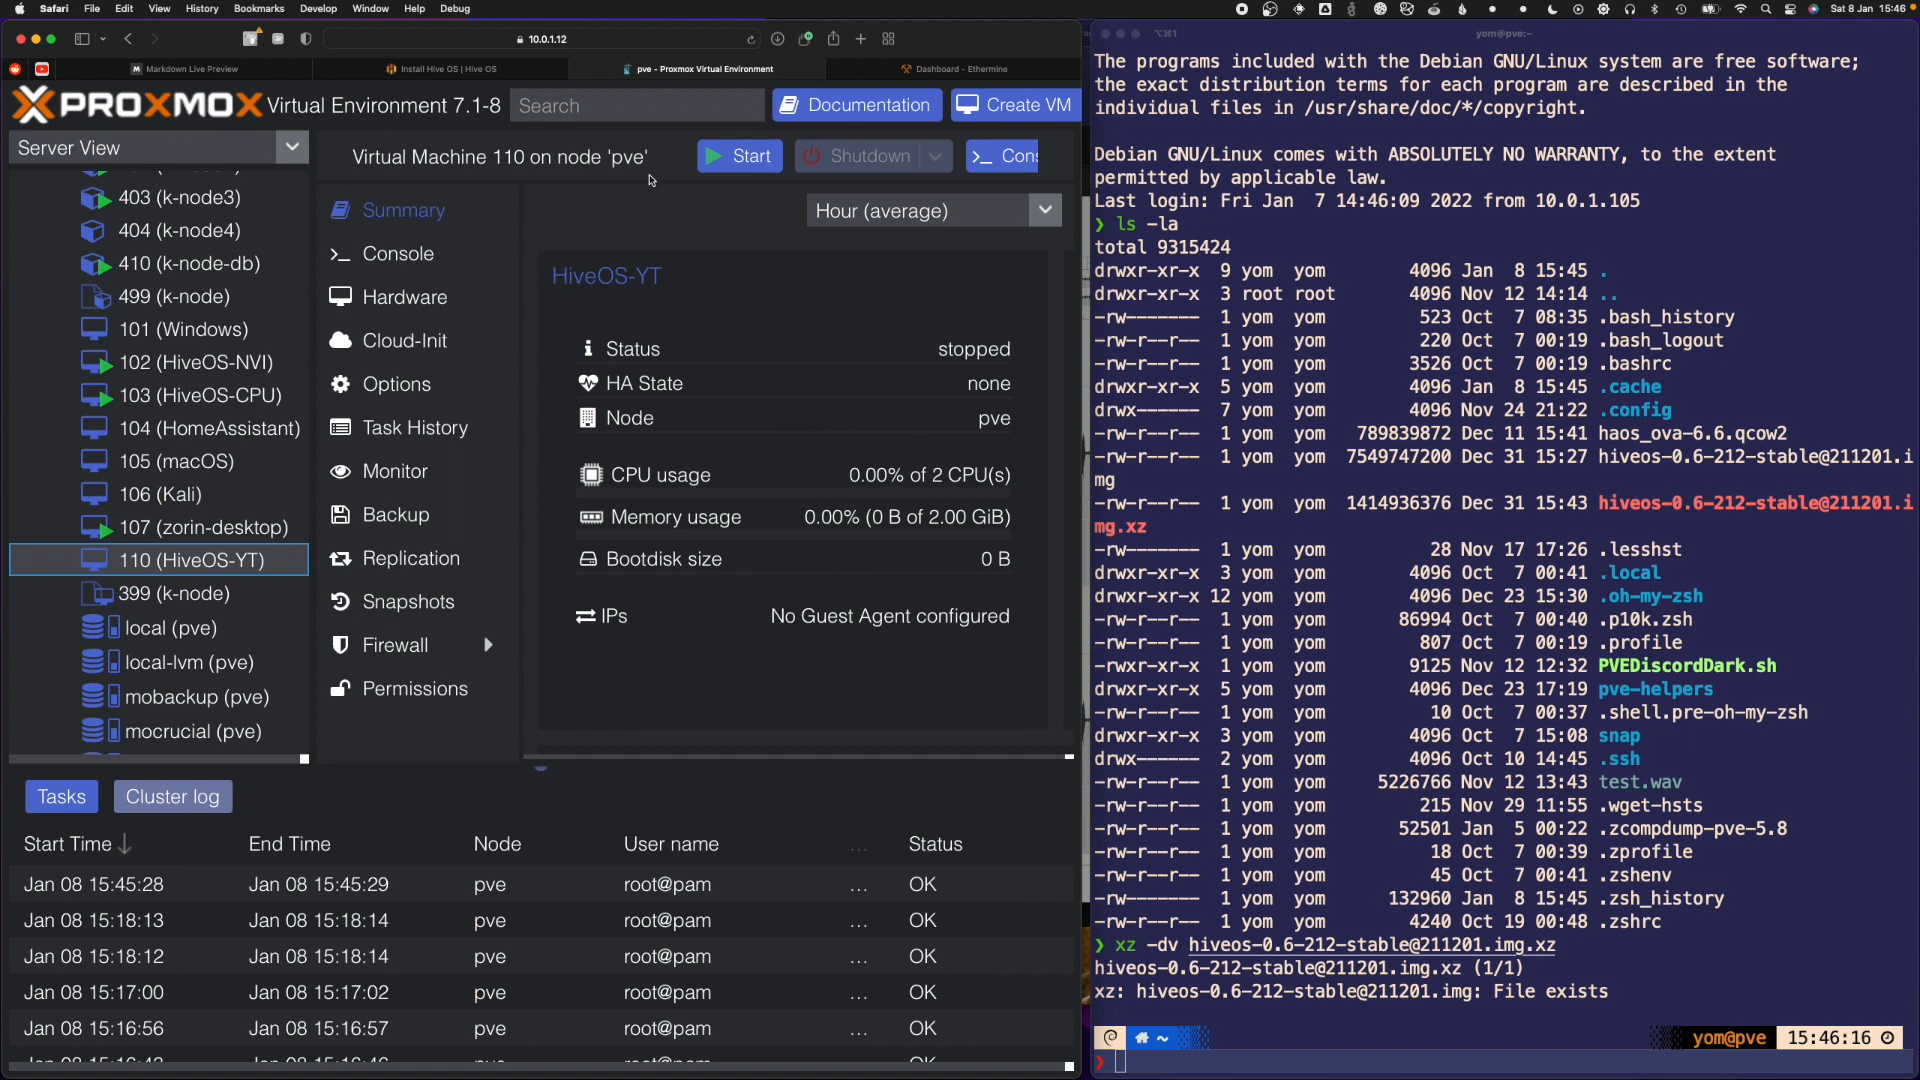 Safari File Edit View History Bookmarks Develop Window Help Debug
Sat 8 Jan 15:46
10.0.1.12
Markdown Live Preview
Install Hive OS | Hive OS
pve - Proxmox Virtual Environment
Dashboard - Ethermine
PROXMOX Virtual Environment 7.1-8
Search
Documentation
Create VM
Server View
Virtual Machine 110 on node 'pve'
Start
Shutdown
Cons
403 (k-node3)
404 (k-node4)
410 (k-node-db)
499 (k-node)
101 (Windows)
102 (HiveOS-NVI)
103 (HiveOS-CPU)
104 (HomeAssistant)
105 (macOS)
106 (Kali)
107 (zorin-desktop)
110 (HiveOS-YT)
399 (k-node)
local (pve)
local-lvm (pve)
mobackup (pve)
mocrucial (pve)
Summary
Console
Hardware
Cloud-Init
Options
Task History
Monitor
Backup
Replication
Snapshots
Firewall
Permissions
Hour (average)
HiveOS-YT
Status stopped
HA State none
Node pve
CPU usage 0.00% of 2 CPU(s)
Memory usage 0.00% (0 B of 2.00 GiB)
Bootdisk size 0 B
IPs No Guest Agent configured
Tasks
Cluster log
Start Time End Time Node User name ... Status
Jan 08 15:45:28 Jan 08 15:45:29 pve root@pam ... OK
Jan 08 15:18:13 Jan 08 15:18:14 pve root@pam ... OK
Jan 08 15:18:12 Jan 08 15:18:14 pve root@pam ... OK
Jan 08 15:17:00 Jan 08 15:17:02 pve root@pam ... OK
Jan 08 15:16:56 Jan 08 15:16:57 pve root@pam ... OK
⌥⌘1
yom@pve:~
The programs included with the Debian GNU/Linux system are free software;
the exact distribution terms for each program are described in the
individual files in /usr/share/doc/*/copyright.
Debian GNU/Linux comes with ABSOLUTELY NO WARRANTY, to the extent
permitted by applicable law.
Last login: Fri Jan  7 14:46:09 2022 from 10.0.1.105
❯ ls -la
total 9315424
drwxr-xr-x  9 yom  yom        4096 Jan  8 15:45 .
drwxr-xr-x  3 root root       4096 Nov 12 14:14 ..
-rw-------  1 yom  yom         523 Oct  7 08:35 .bash_history
-rw-r--r--  1 yom  yom         220 Oct  7 00:19 .bash_logout
-rw-r--r--  1 yom  yom        3526 Oct  7 00:19 .bashrc
drwxr-xr-x  5 yom  yom        4096 Jan  8 15:45 .cache
drwx------  7 yom  yom        4096 Nov 24 21:22 .config
-rw-r--r--  1 yom  yom   789839872 Dec 11 15:41 haos_ova-6.6.qcow2
-rw-r--r--  1 yom  yom  7549747200 Dec 31 15:27 hiveos-0.6-212-stable@211201.i
mg
-rw-r--r--  1 yom  yom  1414936376 Dec 31 15:43 hiveos-0.6-212-stable@211201.i
mg.xz
-rw-------  1 yom  yom          28 Nov 17 17:26 .lesshst
drwxr-xr-x  3 yom  yom        4096 Oct  7 00:41 .local
drwxr-xr-x 12 yom  yom        4096 Dec 23 15:30 .oh-my-zsh
-rw-r--r--  1 yom  yom       86994 Oct  7 00:40 .p10k.zsh
-rw-r--r--  1 yom  yom         807 Oct  7 00:19 .profile
-rwxr-xr-x  1 yom  yom        9125 Nov 12 12:32 PVEDiscordDark.sh
drwxr-xr-x  5 yom  yom        4096 Dec 23 17:19 pve-helpers
-rw-r--r--  1 yom  yom          10 Oct  7 00:37 .shell.pre-oh-my-zsh
drwxr-xr-x  3 yom  yom        4096 Oct  7 15:08 snap
drwx------  2 yom  yom        4096 Oct 10 14:45 .ssh
-rw-r--r--  1 yom  yom     5226766 Nov 12 13:43 test.wav
-rw-r--r--  1 yom  yom         215 Nov 29 11:55 .wget-hsts
-rw-r--r--  1 yom  yom       52501 Jan  5 00:22 .zcompdump-pve-5.8
-rw-r--r--  1 yom  yom          18 Oct  7 00:39 .zprofile
-rw-r--r--  1 yom  yom          45 Oct  7 00:41 .zshenv
-rw-------  1 yom  yom      132960 Jan  8 15:45 .zsh_history
-rw-r--r--  1 yom  yom        4240 Oct 19 00:48 .zshrc
❯ xz -dv hiveos-0.6-212-stable@211201.img.xz
hiveos-0.6-212-stable@211201.img.xz (1/1)
xz: hiveos-0.6-212-stable@211201.img: File exists
~ yom@pve 15:46:16
❯